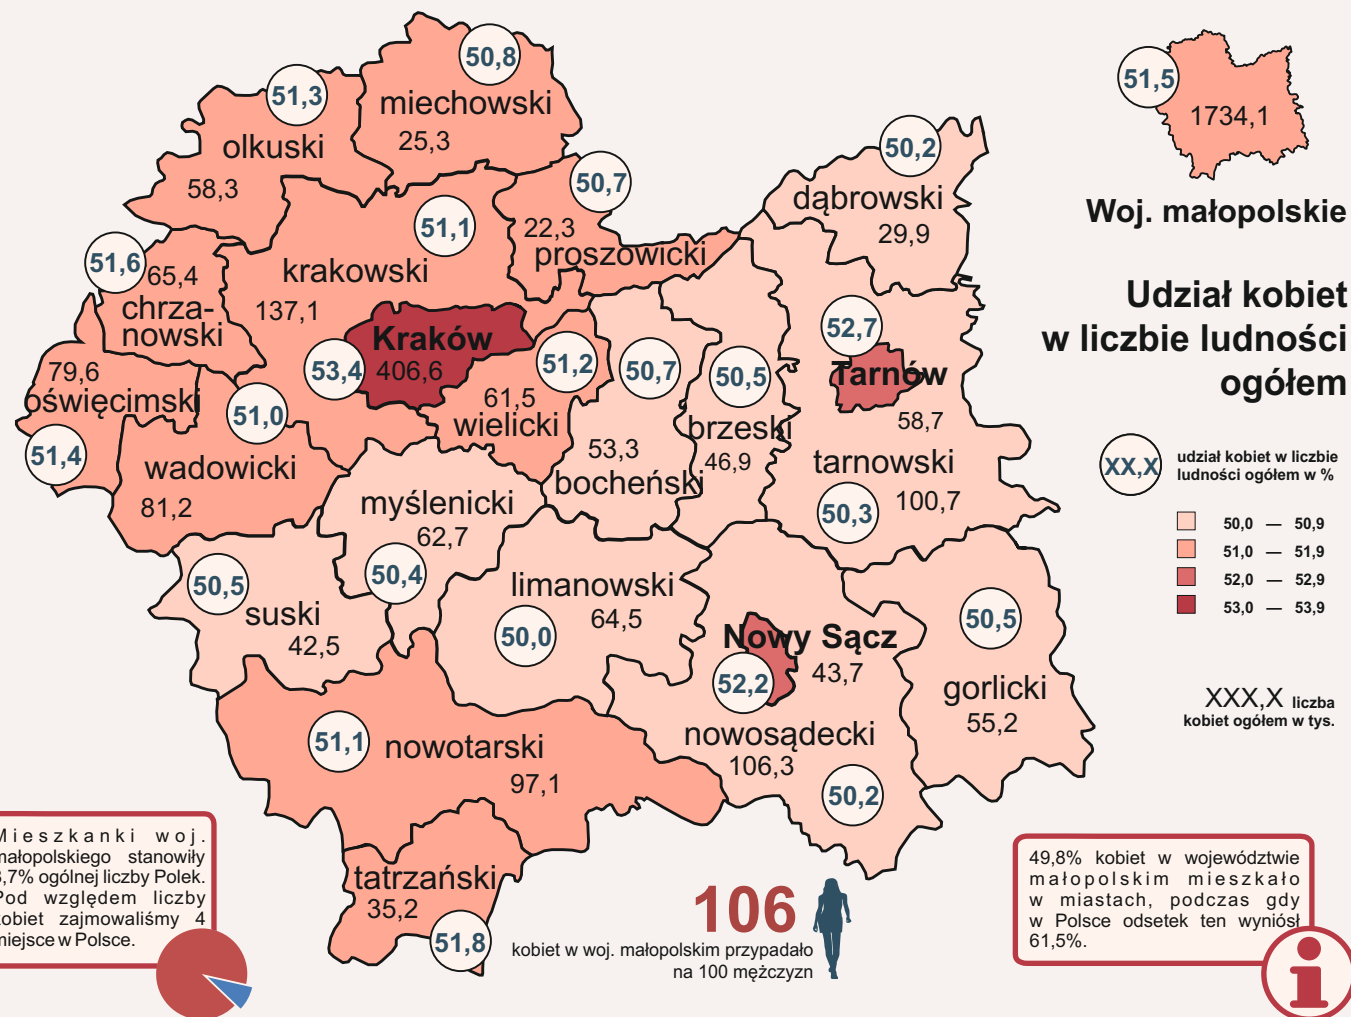 50,8
miechowski
25,3
51,3
olkuski
58,3
51,5
1734,1
Woj. małopolskie
Udział kobiet
w liczbie ludności
ogółem
XX,X
udział kobiet w liczbie
ludności ogółem w %
50,0 — 50,9
51,0 — 51,9
52,0 — 52,9
53,0 — 53,9
XXX,X liczba
kobiet ogółem w tys.
50,2
dąbrowski
29,9
50,7
22,3
proszowicki
51,1
krakowski
137,1
51,6
65,4
chrza-
nowski
Kraków
53,4
406,6
79,6
oświęcimski
51,4
51,0
wadowicki
81,2
51,2
61,5
wielicki
50,7
53,3
bocheński
50,5
brzeski
46,9
52,7
Tarnów
58,7
tarnowski
50,3
100,7
myślenicki
62,7
50,4
50,5
suski
42,5
limanowski
64,5
50,0
Nowy Sącz
52,2
43,7
nowosądecki
106,3
50,2
50,5
gorlicki
55,2
51,1
nowotarski
97,1
tatrzański
35,2
51,8
woj.
stanowiły
ogólnej liczby Polek.
względem liczby
kobiet zajmowaliśmy 4
miejsce w Polsce.
106
kobiet w woj. małopolskim przypadało
na 100 mężczyzn
49,8% kobiet w województwie
małopolskim mieszkało
w miastach, podczas gdy
w Polsce odsetek ten wyniósł
61,5%.
i